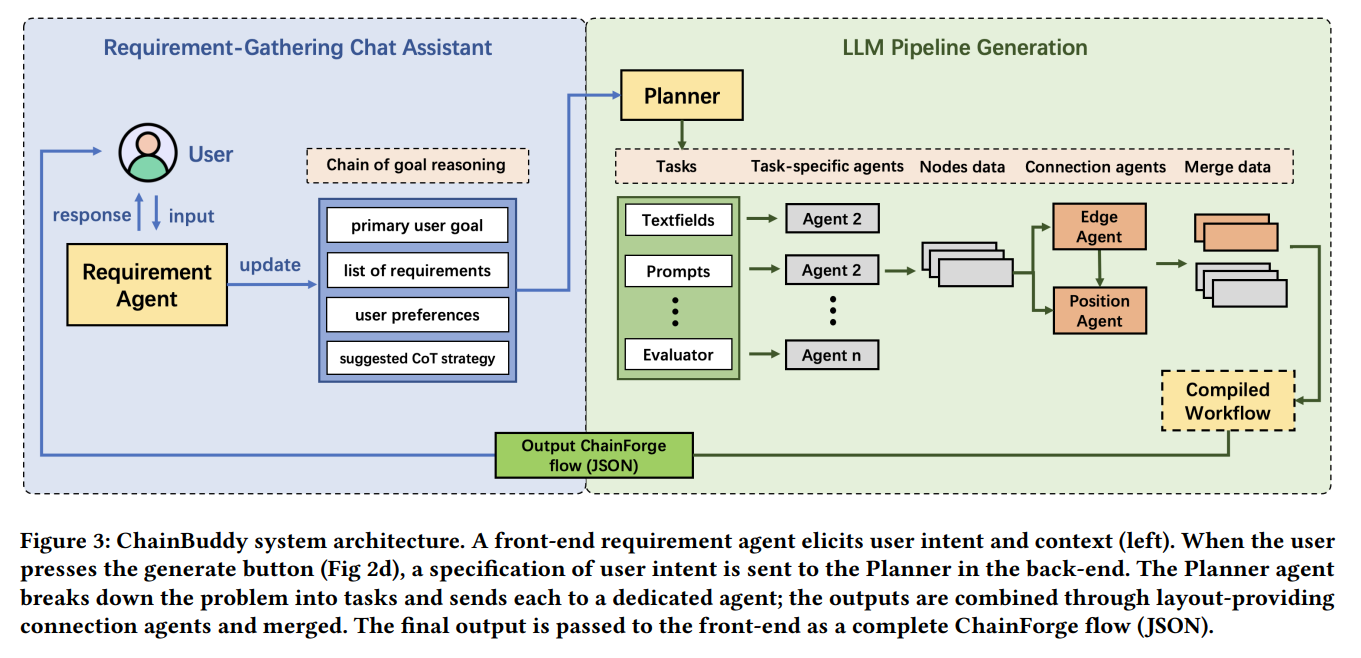 Requirement-Gathering Chat Assistant
LLM Pipeline Generation
User
response
input
Requirement
Agent
update
Chain of goal reasoning
primary user goal
list of requirements
user preferences
suggested CoT strategy
Planner
Tasks
Task-specific agents
Nodes data
Connection agents
Merge data
Textfields
Agent 2
Prompts
Agent 2
Evaluator
Agent n
Edge
Agent
Position
Agent
Compiled
Workflow
Output ChainForge
flow (JSON)
Figure 3: ChainBuddy system architecture. A front-end requirement agent elicits user intent and context (left). When the user
presses the generate button (Fig 2d), a specification of user intent is sent to the Planner in the back-end. The Planner agent
breaks down the problem into tasks and sends each to a dedicated agent; the outputs are combined through layout-providing
connection agents and merged. The final output is passed to the front-end as a complete ChainForge flow (JSON).